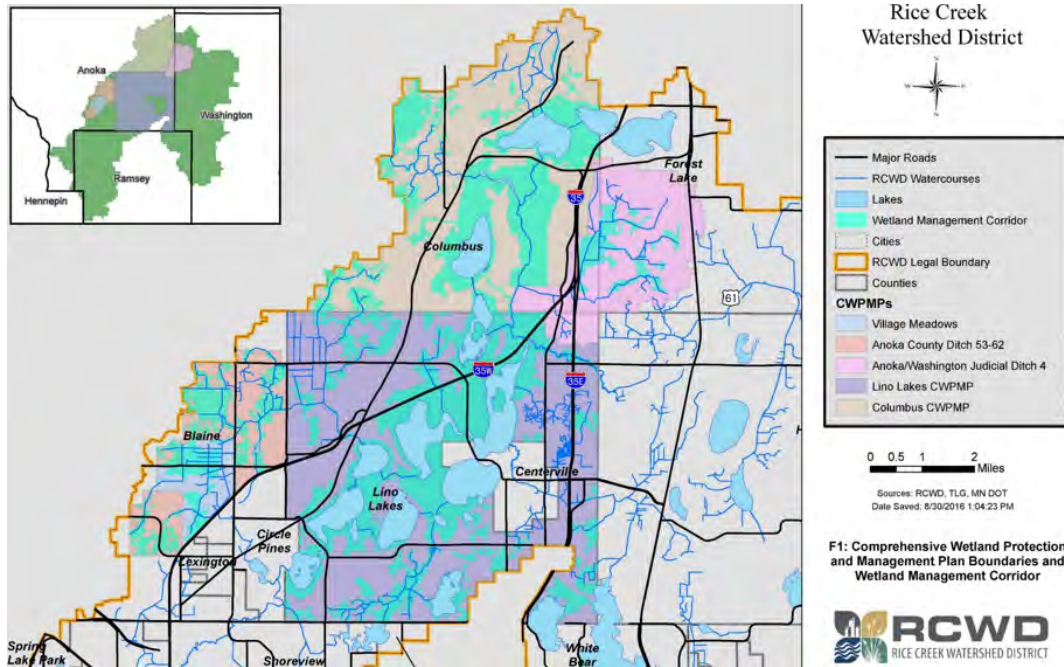 Anoka
Washington
Ramsey
Hennepin
Forest
Lake
35
Columbus
61
35W
35E
Blaine
Centerville
Lino
Lakes
Circle
Pines
Lexington
Spring
Lake Park
Shoreview
White
Bear
H
Rice Creek
Watershed District
N
W
E
S
Major Roads
RCWD Watercourses
Lakes
Wetland Management Corridor
Cities
RCWD Legal Boundary
Counties
CWPMPs
Village Meadows
Anoka County Ditch 53-62
Anoka/Washington Judicial Ditch 4
Lino Lakes CWPMP
Columbus CWPMP
0 0.5 1 2
Miles
Sources: RCWD, TLG, MN DOT
Date Saved: 8/30/2016 1:04:23 PM
F1: Comprehensive Wetland Protection
and Management Plan Boundaries and
Wetland Management Corridor
RCWD
RICE CREEK WATERSHED DISTRICT